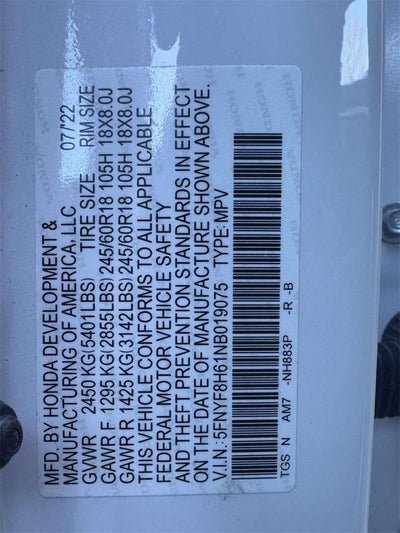 MFD. BY HONDA DEVELOPMENT & 07/'22
MANUFACTURING OF AMERICA, LLC
GVWR 2450 KG(5401LBS) TIRE SIZE RIM SIZE
GAWR F 1295 KG(2855LBS) 245/60R18 105H 18X8.0J
GAWR R 1425 KG(3142LBS) 245/60R18 105H 18X8.0J
THIS VEHICLE CONFORMS TO ALL APPLICABLE
FEDERAL MOTOR VEHICLE SAFETY
AND THEFT PREVENTION STANDARDS IN EFFECT
ON THE DATE OF MANUFACTURE SHOWN ABOVE.
V.I.N.:5FNYF8H61NB019075 TYPE:MPV
TGS N AM7 -NH883P -R -B